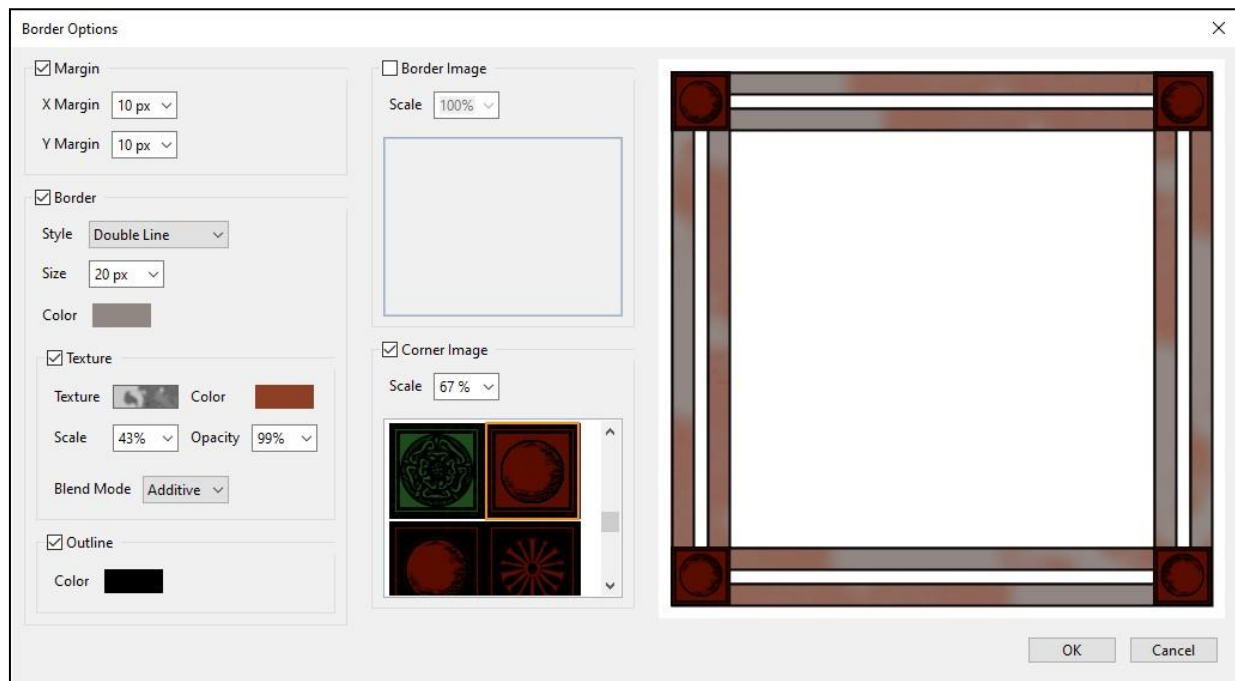 Border Options
Margin
X Margin 10 px
Y Margin 10 px
Border
Style Double Line
Size 20 px
Color
Texture
Texture Color
Scale 43% Opacity 99%
Blend Mode Additive
Outline
Color
Border Image
Scale 100%
Corner Image
Scale 67 %
OK Cancel